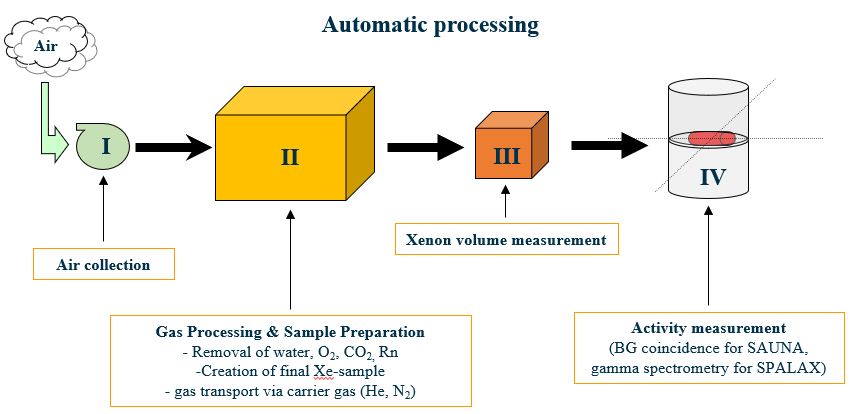 Automatic processing
Air
I
II
III
IV
Air collection
Xenon volume measurement
Gas Processing & Sample Preparation
- Removal of water, O₂, CO₂, Rn
-Creation of final Xe-sample
- gas transport via carrier gas (He, N₂)
Activity measurement
(BG coincidence for SAUNA,
gamma spectrometry for SPALAX)